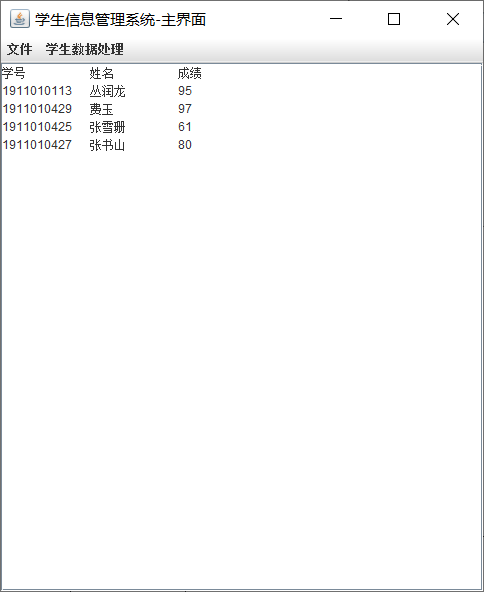 学生信息管理系统-主界面
文件 学生数据处理
学号 姓名 成绩
1911010113 丛润龙 95
1911010429 费玉 97
1911010425 张雪珊 61
1911010427 张书山 80